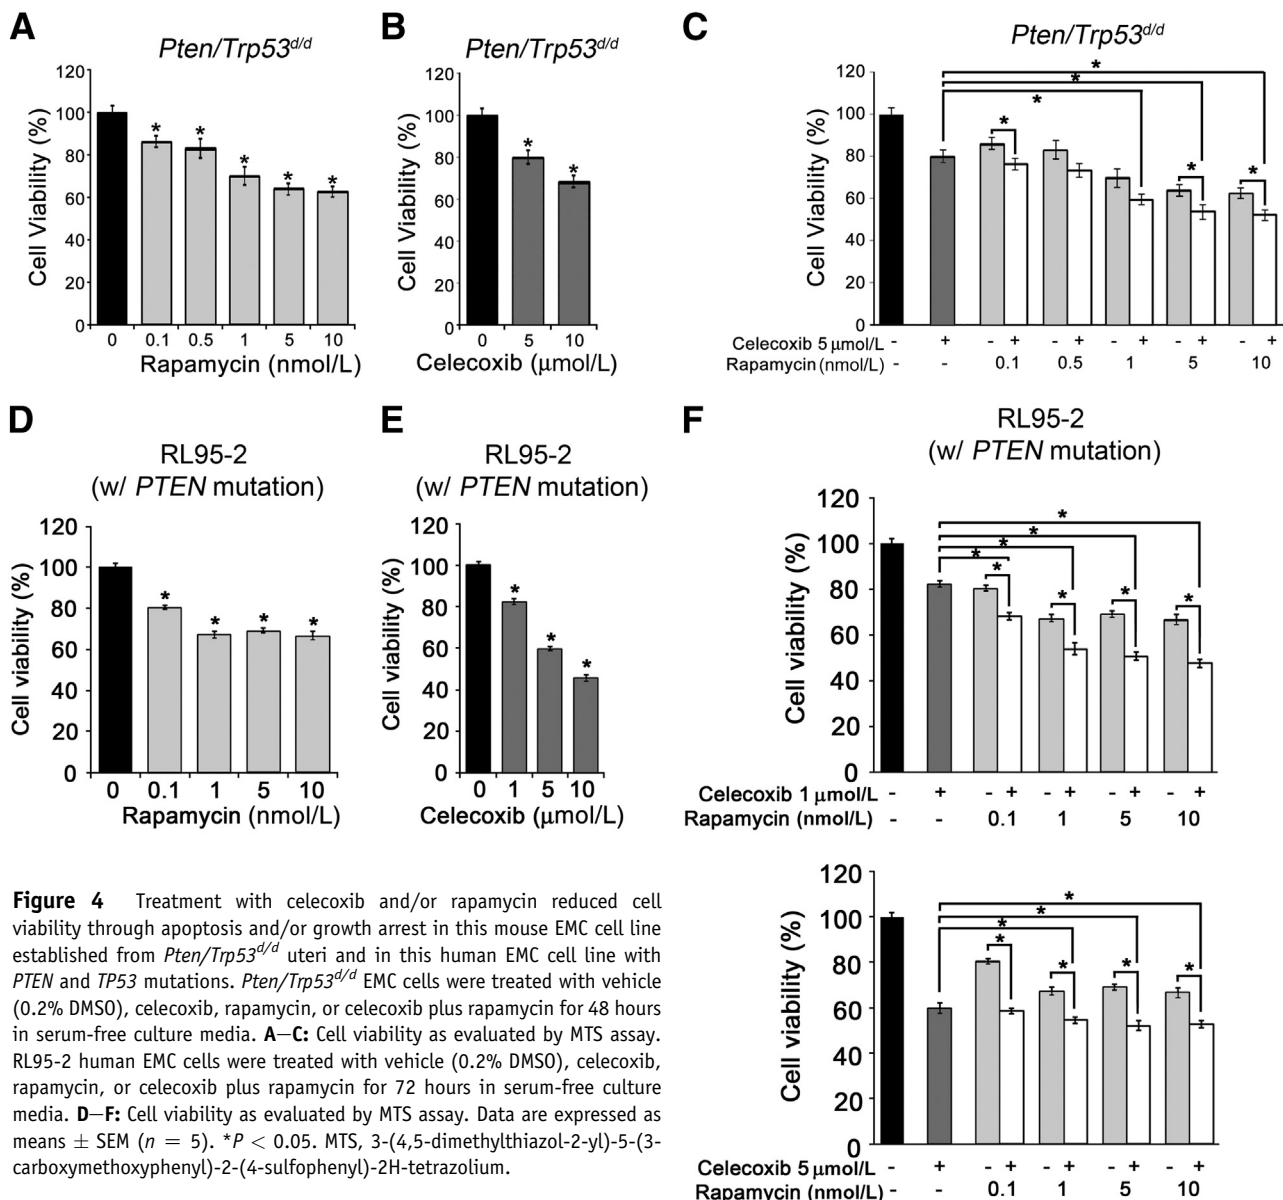 A
Pten/Trp53d/d
Cell Viability (%)
120
100
80
60
40
20
0
* * * * *
0 0.1 0.5 1 5 10
Rapamycin (nmol/L)
B
Pten/Trp53d/d
Cell Viability (%)
120
100
80
60
40
20
0
* *
0 5 10
Celecoxib (μmol/L)
C
Pten/Trp53d/d
Cell Viability (%)
120
100
80
60
40
20
0
* * * * * *
Celecoxib 5 μmol/L - + - + - + - + - + - +
Rapamycin (nmol/L) - - 0.1 0.5 1 5 10
D
RL95-2
(w/ PTEN mutation)
Cell viability (%)
120
100
80
60
40
20
0
* * * *
0 0.1 1 5 10
Rapamycin (nmol/L)
E
RL95-2
(w/ PTEN mutation)
Cell viability (%)
120
100
80
60
40
20
0
* * *
0 1 5 10
Celecoxib (μmol/L)
F
RL95-2
(w/ PTEN mutation)
Cell viability (%)
120
100
80
60
40
20
0
* * * * * * * *
Celecoxib 1 μmol/L - + - + - + - + - +
Rapamycin (nmol/L) - - 0.1 1 5 10
Cell viability (%)
120
100
80
60
40
20
0
* * * * * * *
Celecoxib 5 μmol/L - + - + - + - + - +
Rapamycin (nmol/L) - - 0.1 1 5 10
Figure 4 Treatment with celecoxib and/or rapamycin reduced cell
viability through apoptosis and/or growth arrest in this mouse EMC cell line
established from Pten/Trp53d/d uteri and in this human EMC cell line with
PTEN and TP53 mutations. Pten/Trp53d/d EMC cells were treated with vehicle
(0.2% DMSO), celecoxib, rapamycin, or celecoxib plus rapamycin for 48 hours
in serum-free culture media. A–C: Cell viability as evaluated by MTS assay.
RL95-2 human EMC cells were treated with vehicle (0.2% DMSO), celecoxib,
rapamycin, or celecoxib plus rapamycin for 72 hours in serum-free culture
media. D–F: Cell viability as evaluated by MTS assay. Data are expressed as
means ± SEM (n = 5). *P < 0.05. MTS, 3-(4,5-dimethylthiazol-2-yl)-5-(3-
carboxymethoxyphenyl)-2-(4-sulfophenyl)-2H-tetrazolium.